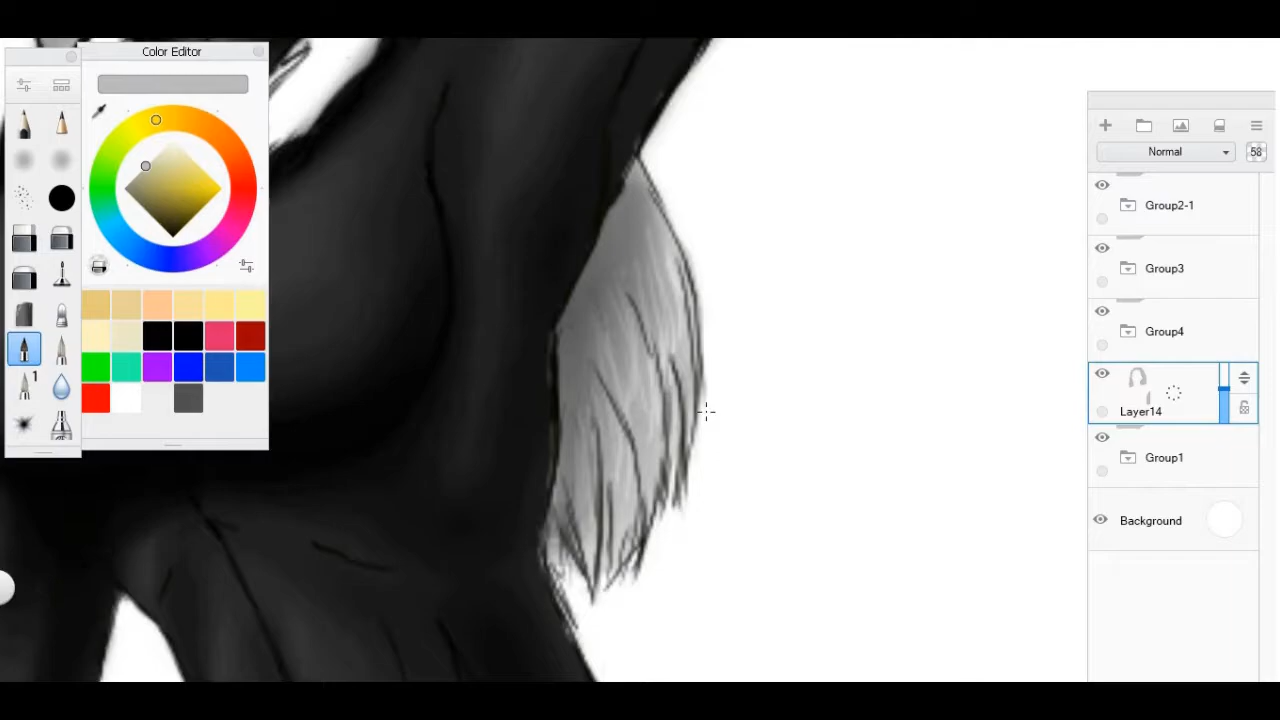 Color Editor
1
Normal
58
Group2-1
Group3
Group4
Layer14
Group1
Background